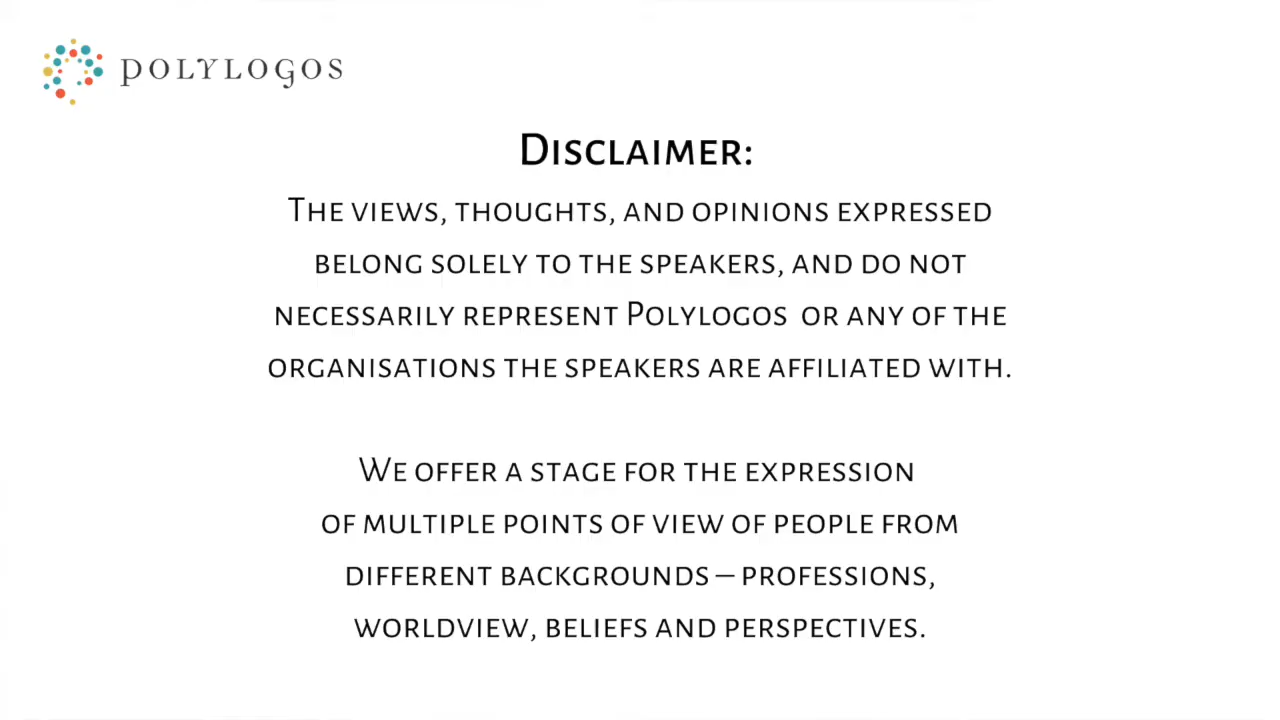 POLYLOGOS
DISCLAIMER:
THE VIEWS, THOUGHTS, AND OPINIONS EXPRESSED
BELONG SOLELY TO THE SPEAKERS, AND DO NOT
NECESSARILY REPRESENT POLYLOGOS OR ANY OF THE
ORGANISATIONS THE SPEAKERS ARE AFFILIATED WITH.
WE OFFER A STAGE FOR THE EXPRESSION
OF MULTIPLE POINTS OF VIEW OF PEOPLE FROM
DIFFERENT BACKGROUNDS – PROFESSIONS,
WORLDVIEW, BELIEFS AND PERSPECTIVES.